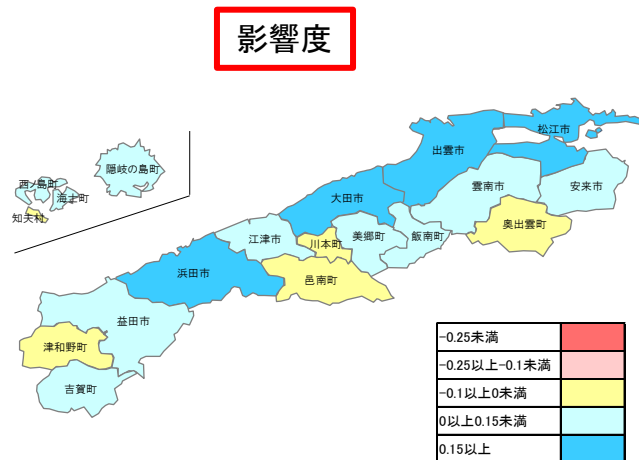 影響度
松江市
出雲市
隠岐の島町
雲南市
安来市
西ノ島町
海士町
大田市
知夫村
奥出雲町
江津市
川本町
美郷町
飯南町
浜田市
邑南町
益田市
津和野町
吉賀町
-0.25未満
-0.25以上-0.1未満
-0.1以上0未満
0以上0.15未満
0.15以上